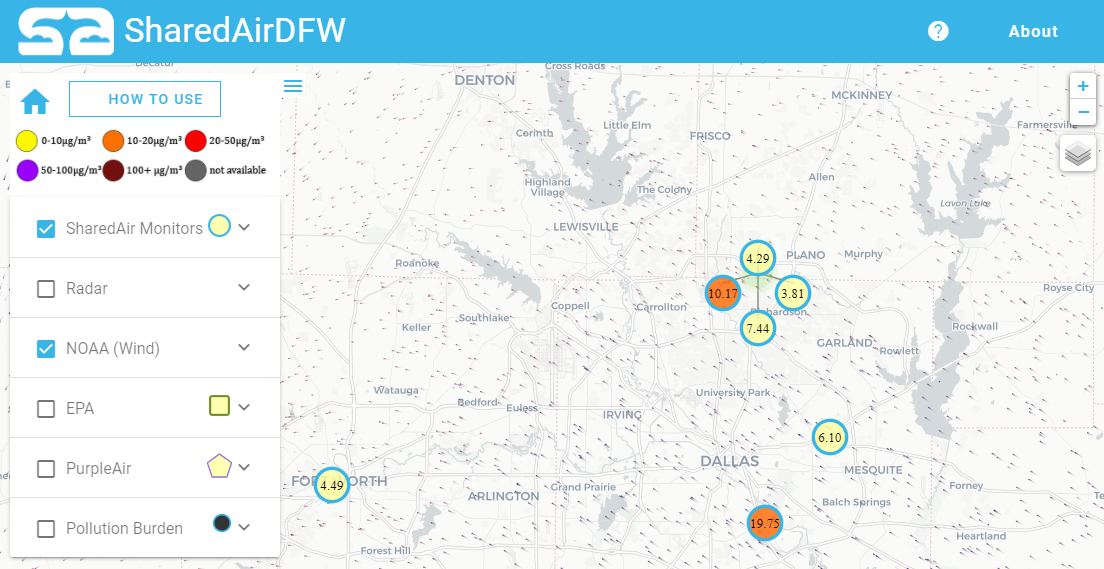 sa SharedAirDFW
?
About
Decatur
Cross Roads
DENTON
HOW TO USE
+
−
MCKINNEY
0-10µg/m³
10-20µg/m³
20-50µg/m³
50-100µg/m³
100+ µg/m³
not available
Little Elm
Corinth
FRISCO
Farmersville
Highland
Village
The Colony
Allen
Lavon Lake
SharedAir Monitors
LEWISVILLE
4.29
PLANO
Murphy
Roanoke
Radar
10.17
3.81
Royse City
Coppell
Carrollton
Richardson
Southlake
Keller
7.44
Rockwall
NOAA (Wind)
GARLAND
Rowlett
Watauga
University Park
EPA
Bedford
Euless
IRVING
6.10
PurpleAir
DALLAS
MESQUITE
FORT WORTH
4.49
Grand Prairie
ARLINGTON
Forney
Balch Springs
Pollution Burden
19.75
Heartland
Forest Hill